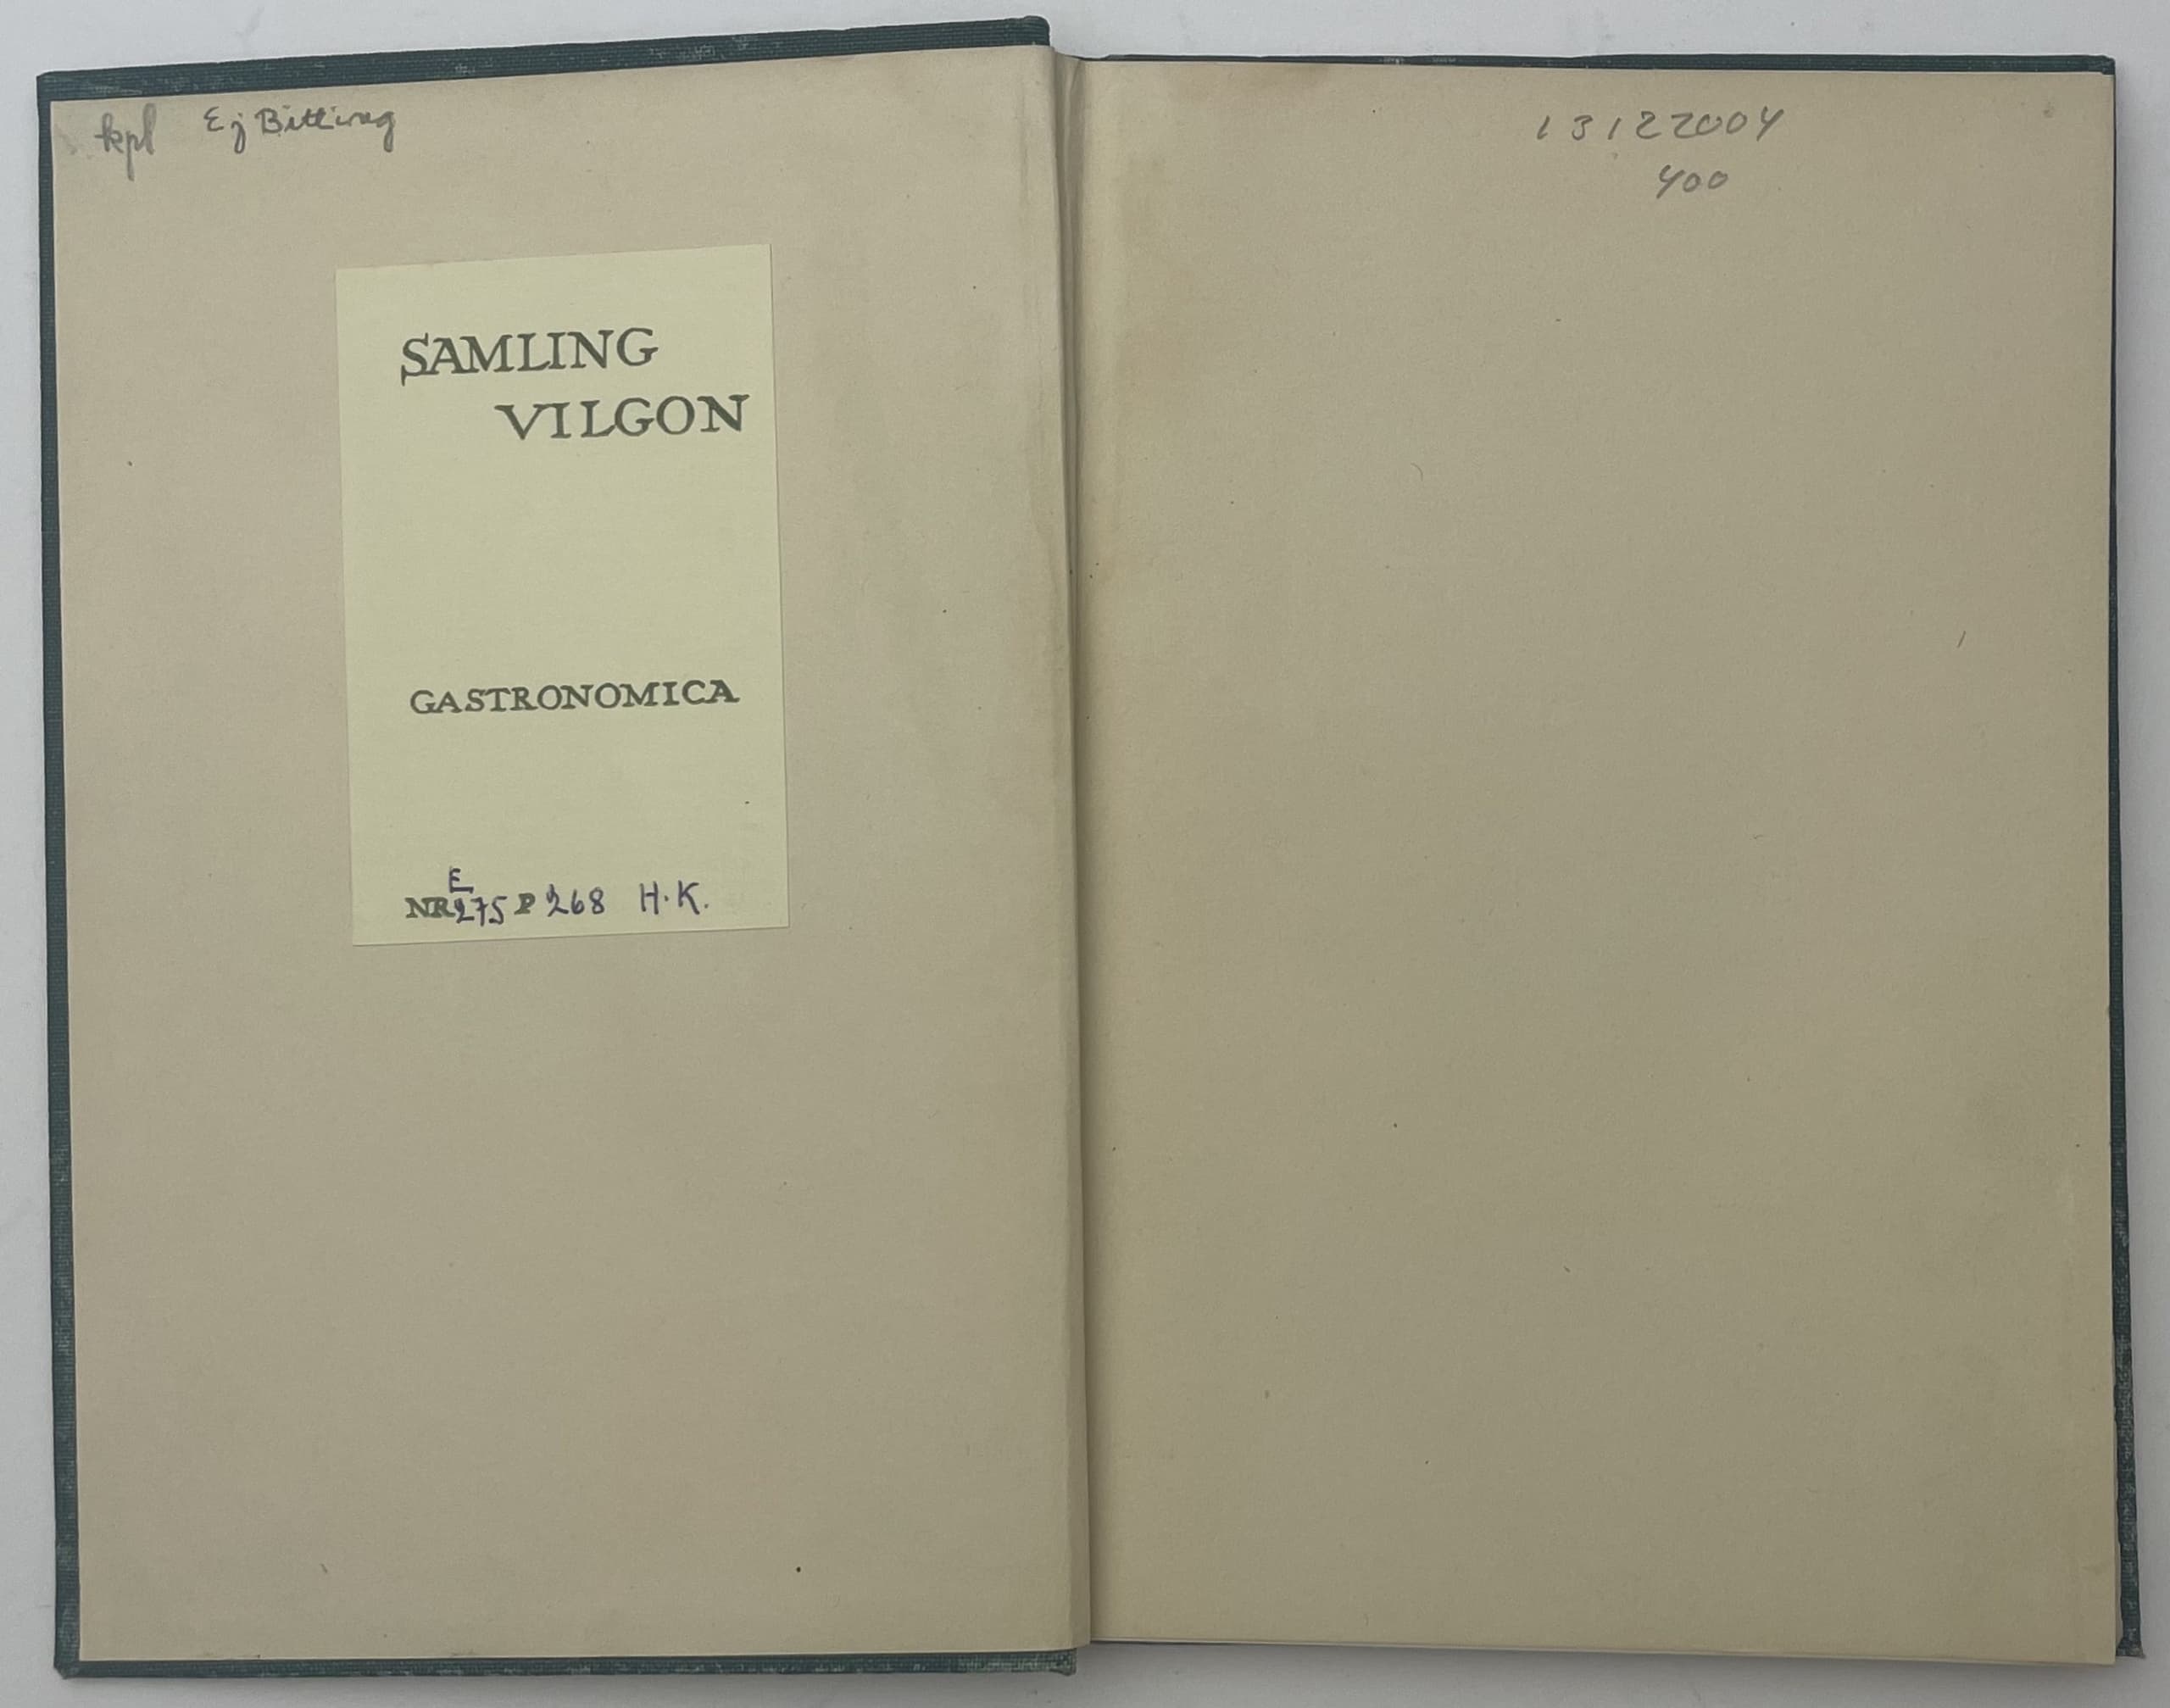 kpl Ej Bitting
SAMLING
VILGON
GASTRONOMICA
E
NR 275 P 268 H.K.
13122004
400